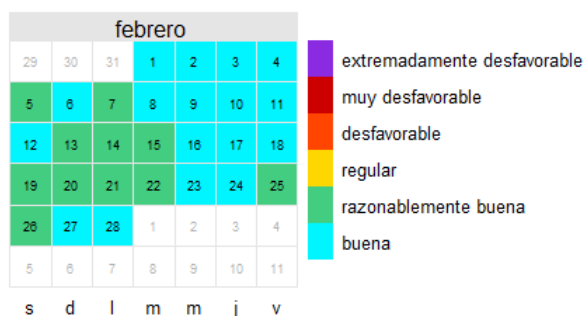 febrero
29 30 31 1 2 3 4
5 6 7 8 9 10 11
12 13 14 15 16 17 18
19 20 21 22 23 24 25
26 27 28 1 2 3 4
5 6 7 8 9 10 11
s d l m m j v
extremadamente desfavorable
muy desfavorable
desfavorable
regular
razonablemente buena
buena